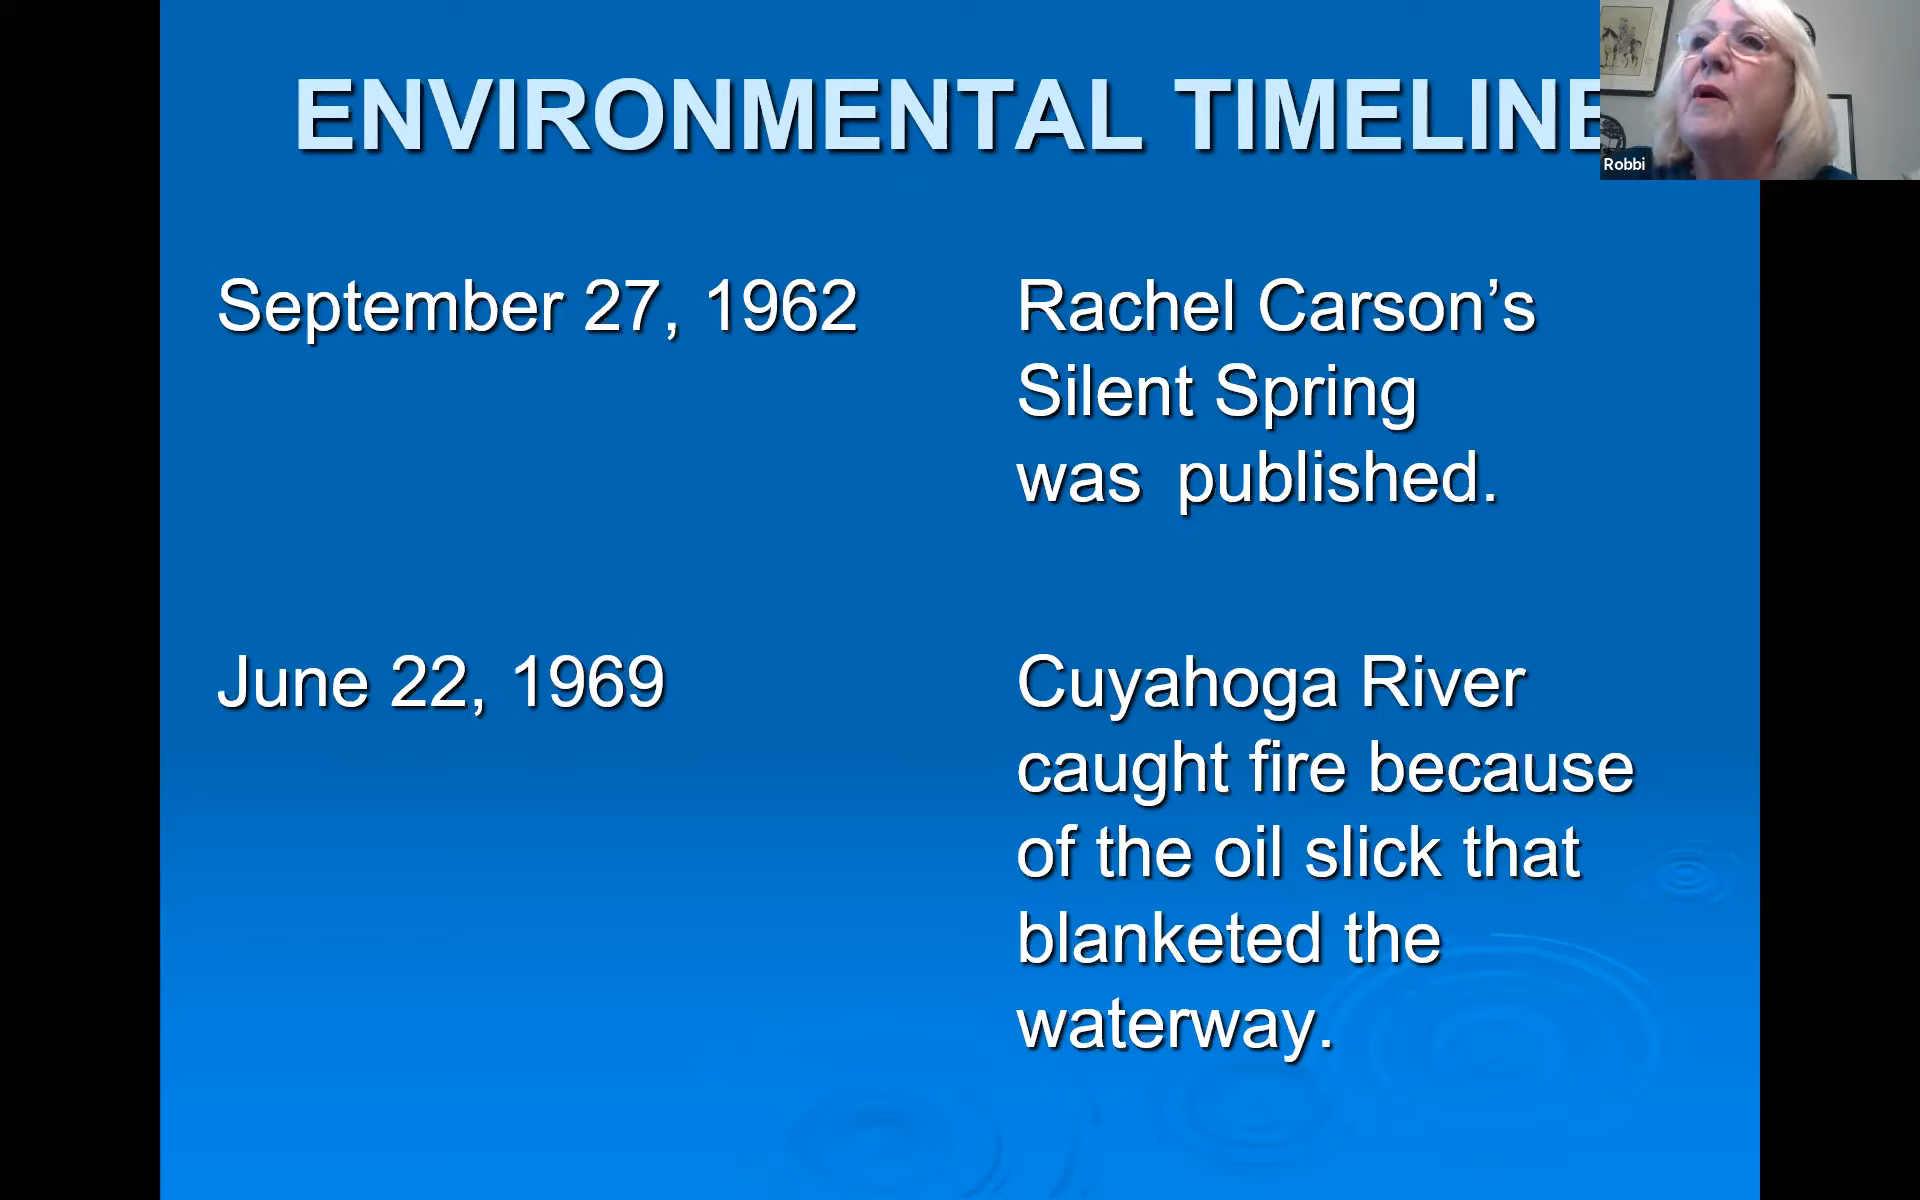 ENVIRONMENTAL TIMELINE
Robbi
September 27, 1962
Rachel Carson’s
Silent Spring
was published.
June 22, 1969
Cuyahoga River
caught fire because
of the oil slick that
blanketed the
waterway.